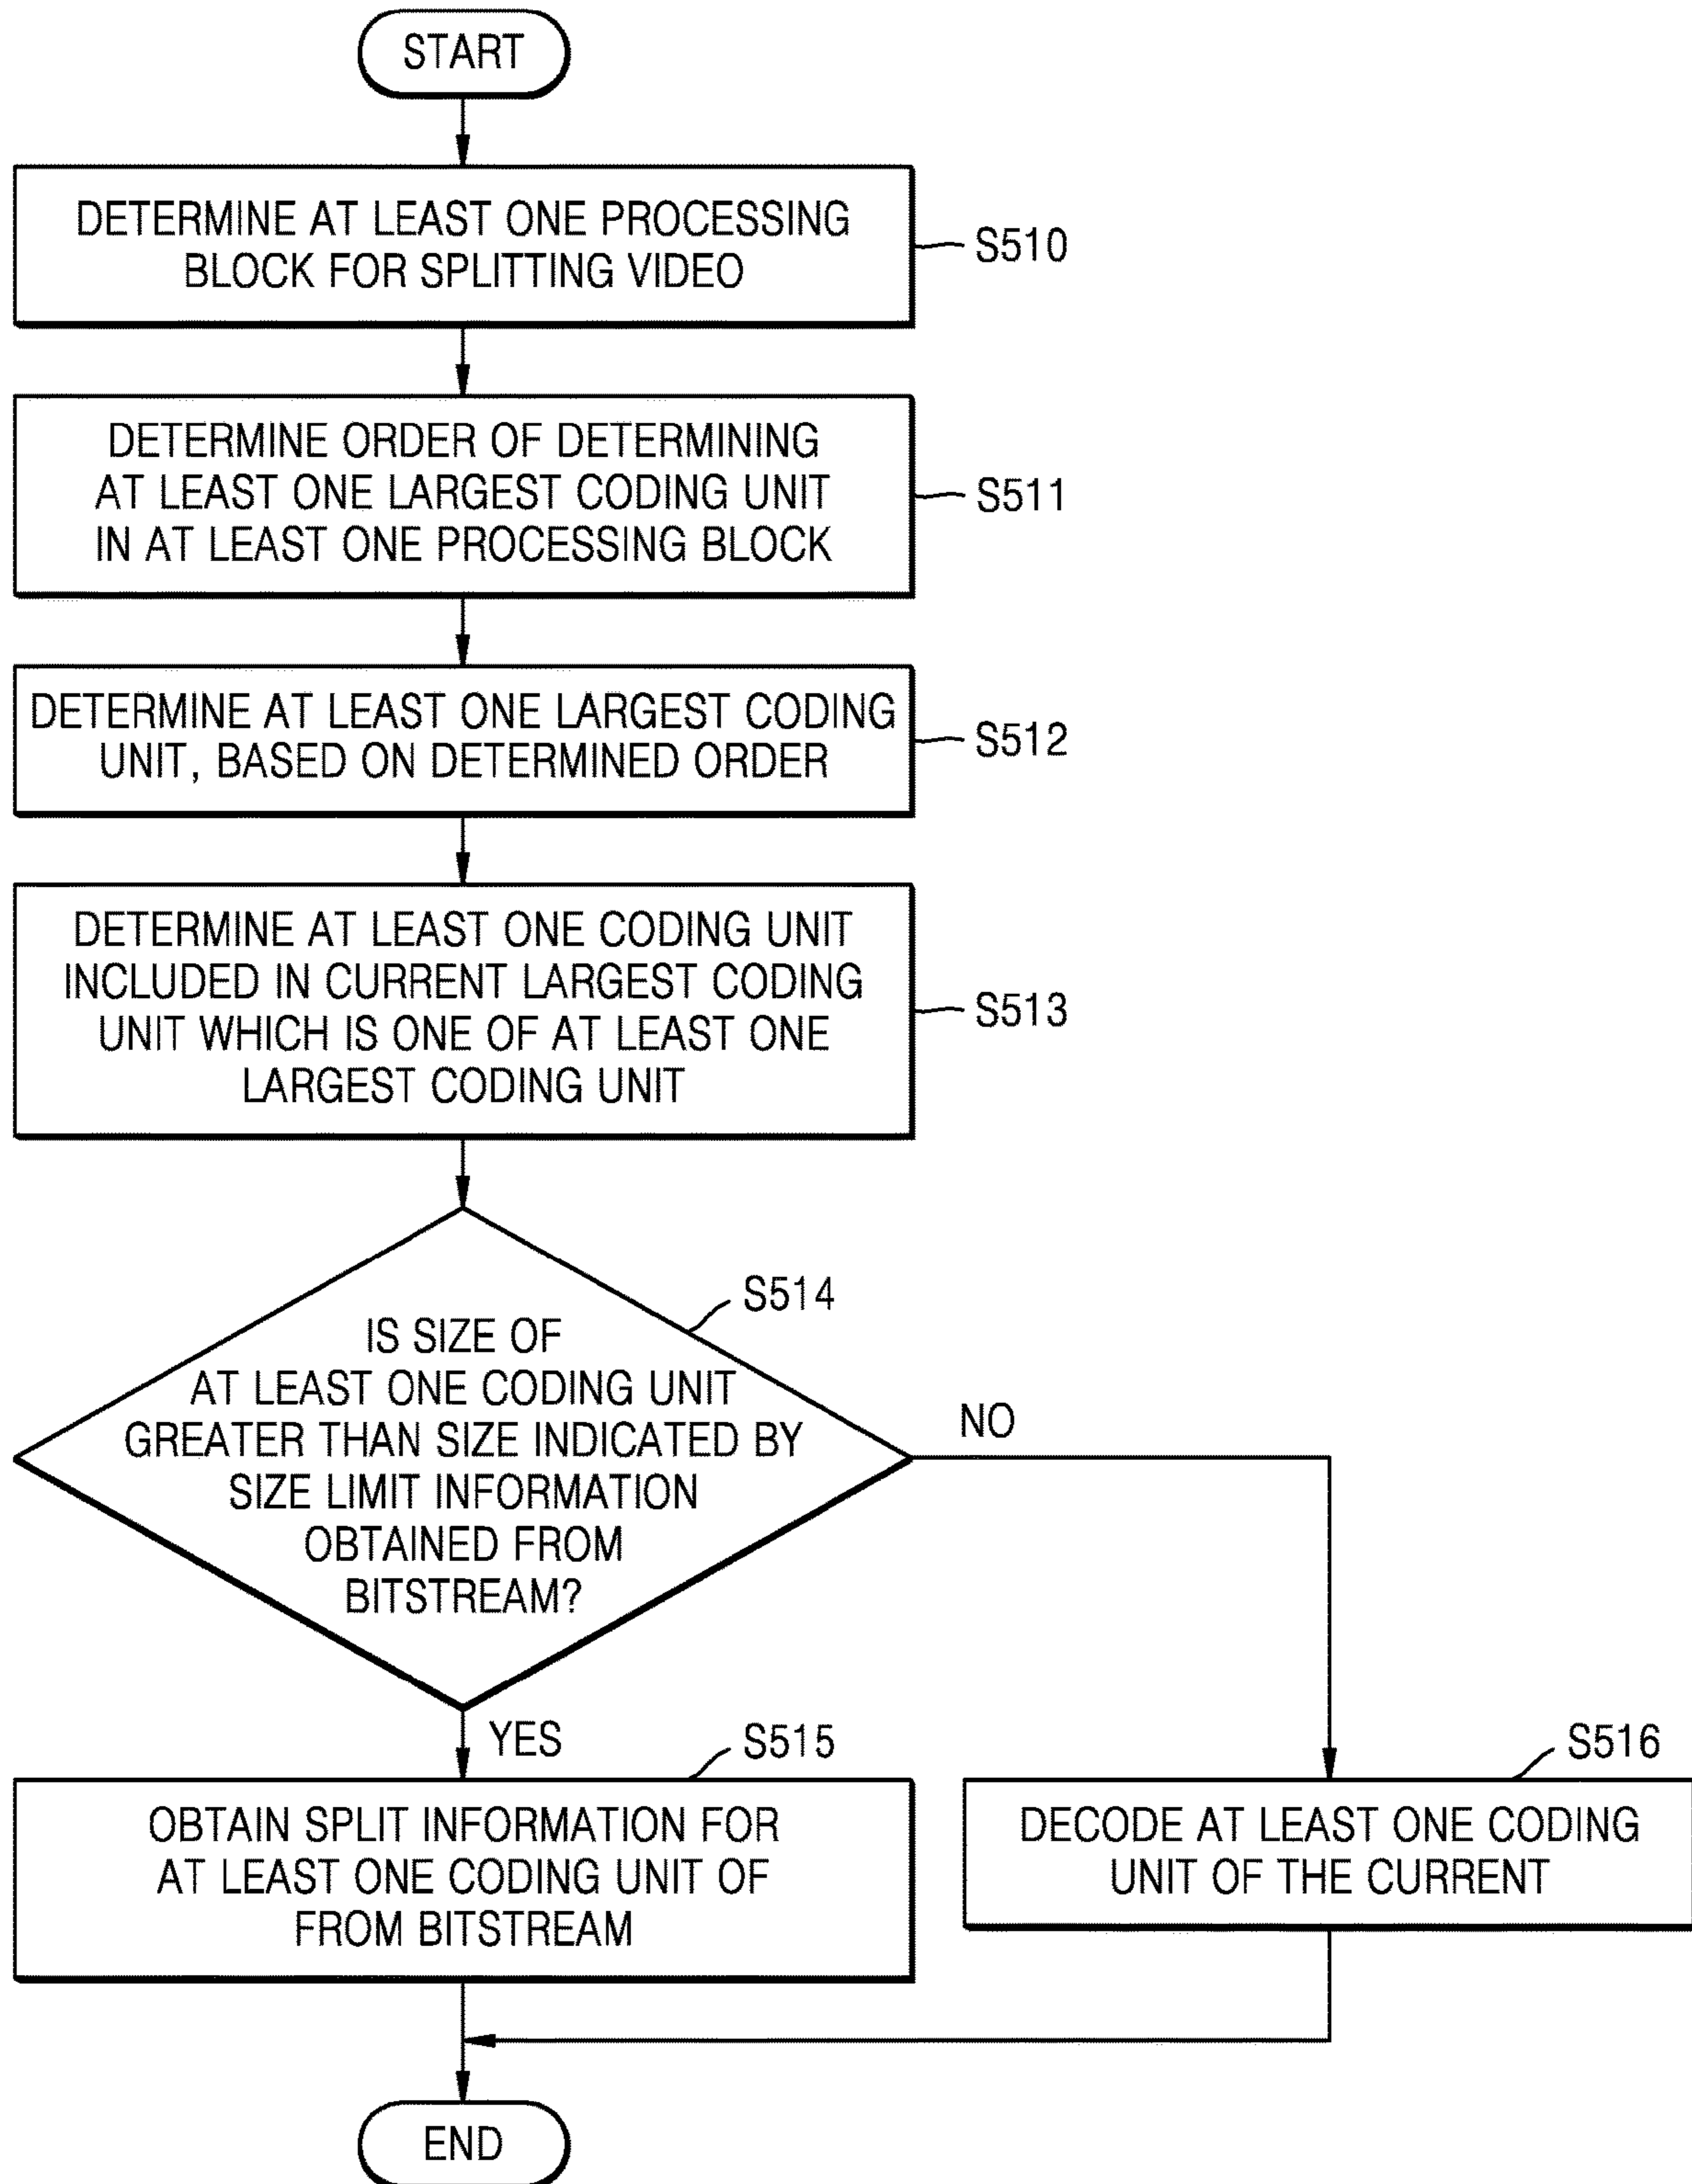 START
DETERMINE AT LEAST ONE PROCESSING
BLOCK FOR SPLITTING VIDEO
S510
DETERMINE ORDER OF DETERMINING
AT LEAST ONE LARGEST CODING UNIT
IN AT LEAST ONE PROCESSING BLOCK
S511
DETERMINE AT LEAST ONE LARGEST CODING
UNIT, BASED ON DETERMINED ORDER
S512
DETERMINE AT LEAST ONE CODING UNIT
INCLUDED IN CURRENT LARGEST CODING
UNIT WHICH IS ONE OF AT LEAST ONE
LARGEST CODING UNIT
S513
S514
IS SIZE OF
AT LEAST ONE CODING UNIT
GREATER THAN SIZE INDICATED BY
SIZE LIMIT INFORMATION
OBTAINED FROM
BITSTREAM?
NO
YES
S515
OBTAIN SPLIT INFORMATION FOR
AT LEAST ONE CODING UNIT OF
FROM BITSTREAM
S516
DECODE AT LEAST ONE CODING
UNIT OF THE CURRENT
END